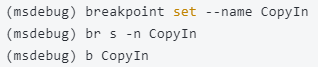 (msdebug) breakpoint set --name CopyIn
(msdebug) br s -n CopyIn
(msdebug) b CopyIn